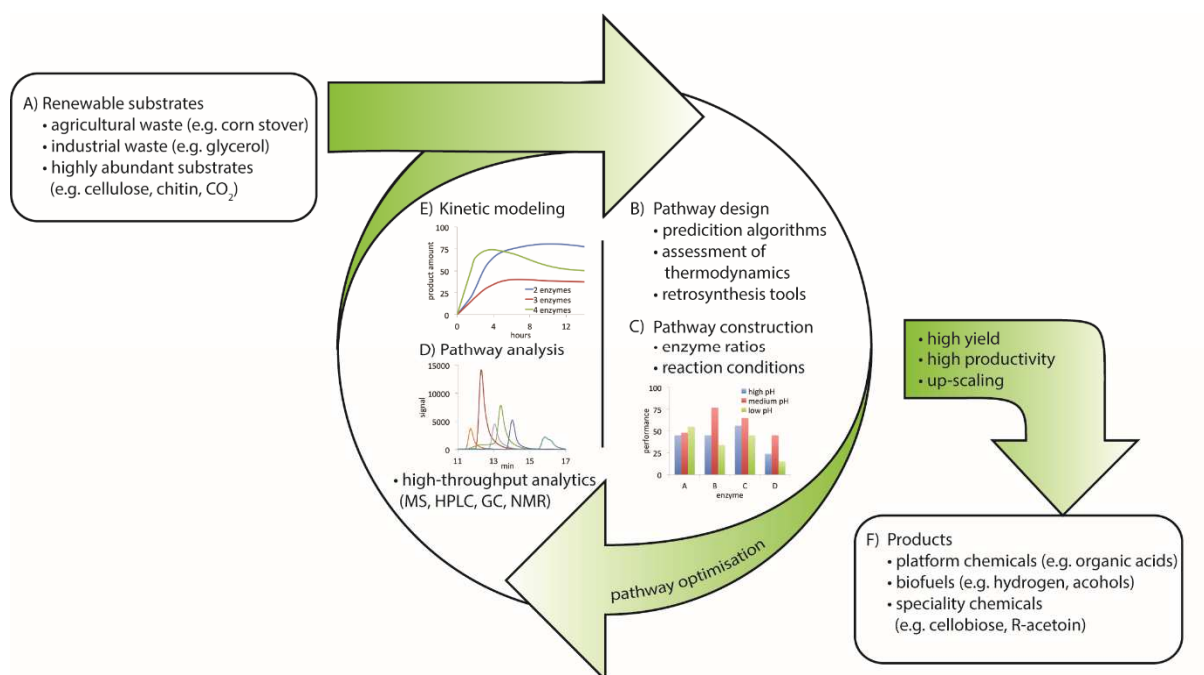 A) Renewable substrates
• agricultural waste (e.g. corn stover)
• industrial waste (e.g. glycerol)
• highly abundant substrates
(e.g. cellulose, chitin, CO₂)
E) Kinetic modeling
product amount
100
75
50
25
0
2 enzymes
3 enzymes
4 enzymes
0 4 8 12
hours
D) Pathway analysis
signal
15000
10000
5000
0
11 13 15 17
min
• high-throughput analytics
(MS, HPLC, GC, NMR)
B) Pathway design
• predicition algorithms
• assessment of
thermodynamics
• retrosynthesis tools
C) Pathway construction
• enzyme ratios
• reaction conditions
performance
100
75
50
25
0
high pH
medium pH
low pH
A B C D
enzyme
pathway optimisation
• high yield
• high productivity
• up-scaling
F) Products
• platform chemicals (e.g. organic acids)
• biofuels (e.g. hydrogen, acohols)
• speciality chemicals
(e.g. cellobiose, R-acetoin)